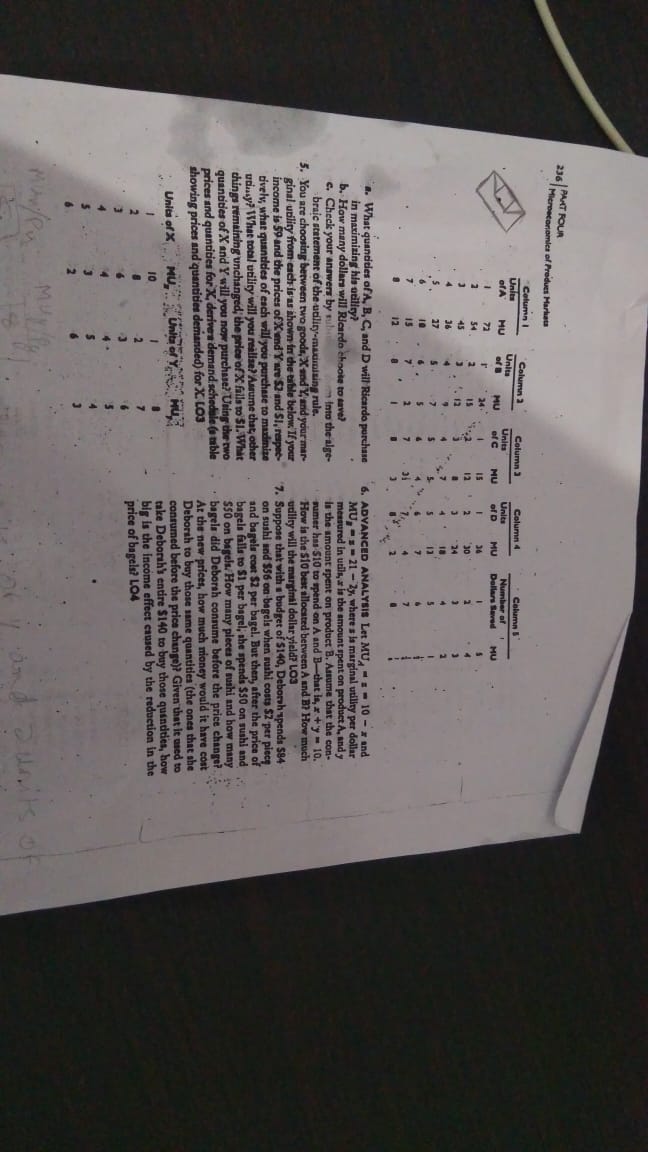 236 PART FOUR
Microeconomics of Product Markets
Column 1 Column 2 Column 3 Column 4 Column 5
Units of A MU Units of B MU Units of C MU Units of D MU Number of Dollars Saved MU
1 72 1 24 1 15 1 36 1 5
2 54 2 15 2 12 2 30 2 4
3 45 3 12 3 8 3 24 3 3
4 36 4 9 4 7 4 18 4 2
5 27 5 7 5 5 5 13 5 1
6 18 6 5 6 4 6 7 6
7 15 7 2 7 3½ 7 4 7
8 12 8 1 8 3 8 2 8
a. What quantities of A, B, C, and D will Ricardo purchase
in maximizing his utility?
b. How many dollars will Ricardo choose to save?
c. Check your answers by into the alge-
braic statement of the utility-maximizing rule.
5. You are choosing between two goods, X and Y, and your mar-
ginal utility from each is as shown in the table below. If your
income is $9 and the prices of X and Y are $2 and $1, respec-
tively, what quantities of each will you purchase to maximize
utility? What total utility will you realize? Assume that, other
things remaining unchanged, the price of X falls to $1. What
quantities of X and Y will you now purchase? Using the two
prices and quantities for X, derive a demand schedule (a table
showing prices and quantities demanded) for X. LO3
Units of X MUx Units of Y MUy
1 10 1 8
2 8 2 7
3 6 3 6
4 4 4 5
5 3 5 4
6 2 6 3
6. ADVANCED ANALYSIS Let MUA = z = 10 − x and
MUB = z = 21 − 2y, where z is marginal utility per dollar
measured in utils, x is the amount spent on product A, and y
is the amount spent on product B. Assume that the con-
sumer has $10 to spend on A and B—that is, x + y = 10.
How is the $10 best allocated between A and B? How much
utility will the marginal dollar yield? LO3
7. Suppose that with a budget of $140, Deborah spends $84
on sushi and $56 on bagels when sushi costs $2 per piece
and bagels cost $2 per bagel. But then, after the price of
bagels falls to $1 per bagel, she spends $50 on sushi and
$50 on bagels. How many pieces of sushi and how many
bagels did Deborah consume before the price change?
At the new prices, how much money would it have cost
Deborah to buy those same quantities (the ones that she
consumed before the price change)? Given that it used to
take Deborah's entire $140 to buy those quantities, how
big is the income effect caused by the reduction in the
price of bagels? LO4